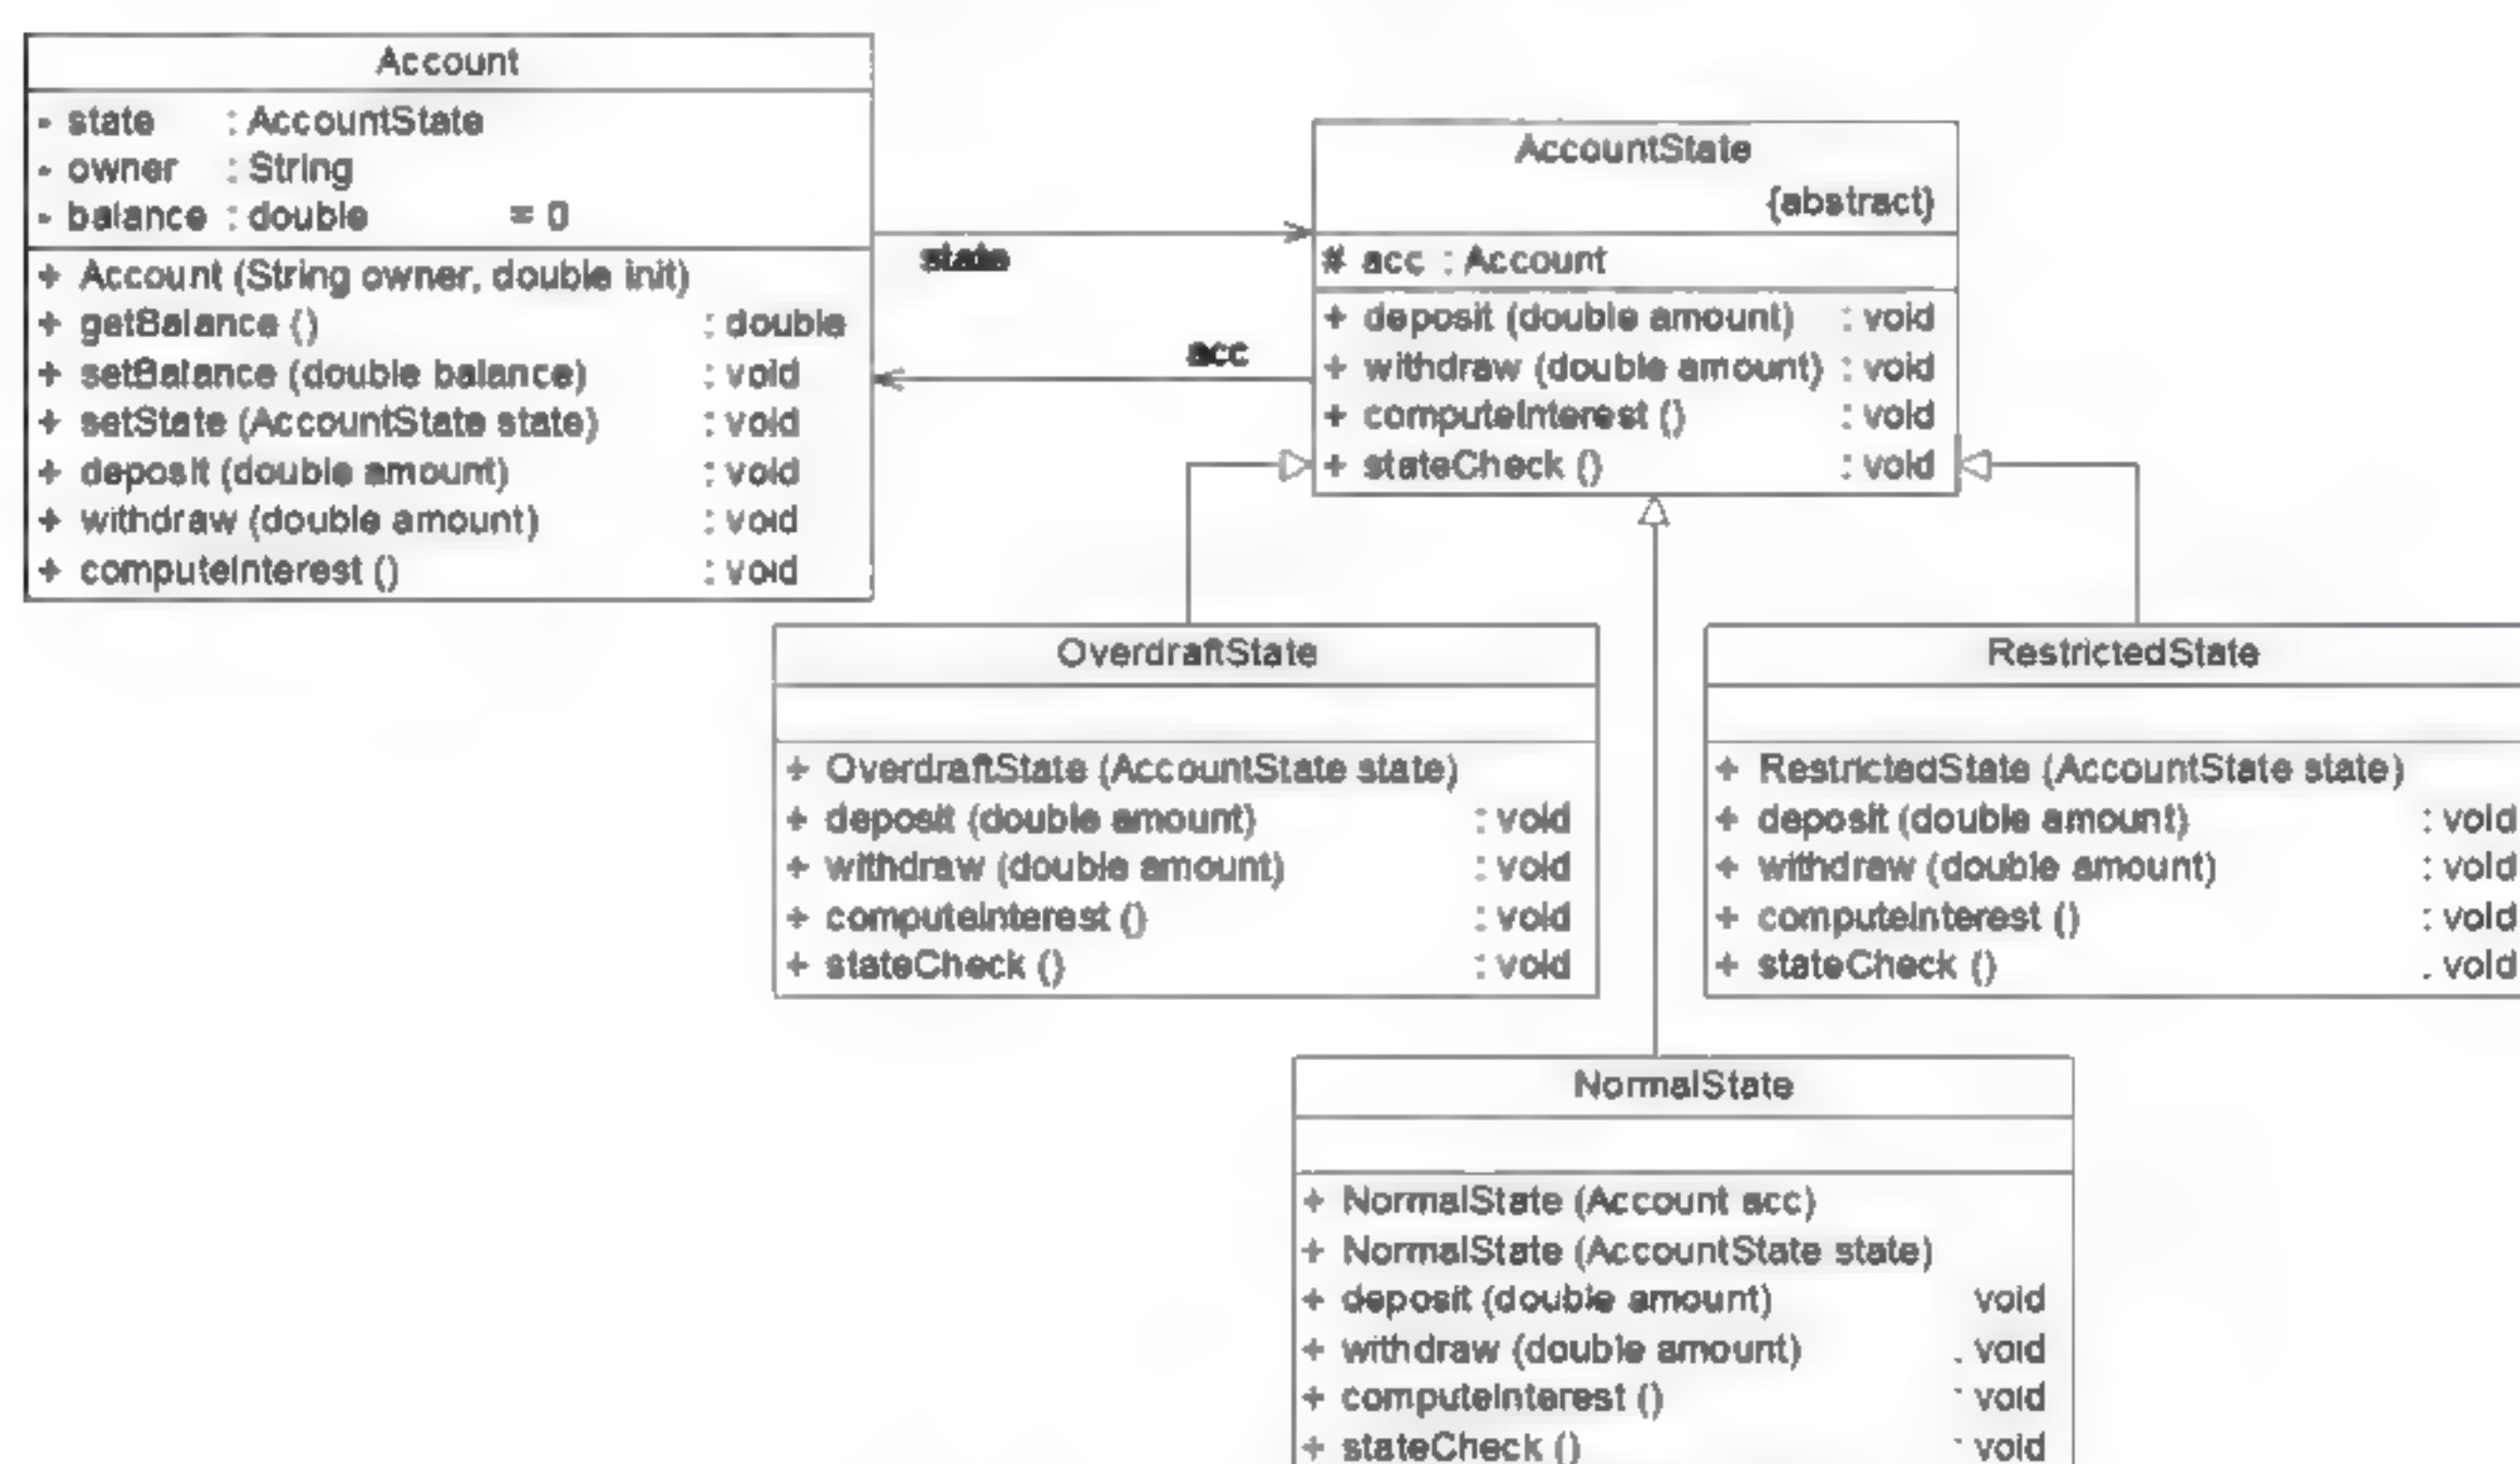 Account
- state : AccountState
- owner : String
- balance : double = 0
+ Account (String owner, double init)
+ getBalance () : double
+ setBalance (double balance) : void
+ setState (AccountState state) : void
+ deposit (double amount) : void
+ withdraw (double amount) : void
+ computeInterest () : void
state
acc
AccountState
{abstract}
# acc : Account
+ deposit (double amount) : void
+ withdraw (double amount) : void
+ computeInterest () : void
+ stateCheck () : void
OverdraftState
+ OverdraftState (AccountState state)
+ deposit (double amount) : void
+ withdraw (double amount) : void
+ computeInterest () : void
+ stateCheck () : void
RestrictedState
+ RestrictedState (AccountState state)
+ deposit (double amount) : void
+ withdraw (double amount) : void
+ computeInterest () : void
+ stateCheck () : void
NormalState
+ NormalState (Account acc)
+ NormalState (AccountState state)
+ deposit (double amount) void
+ withdraw (double amount) : void
+ computeInterest () : void
+ stateCheck () : void